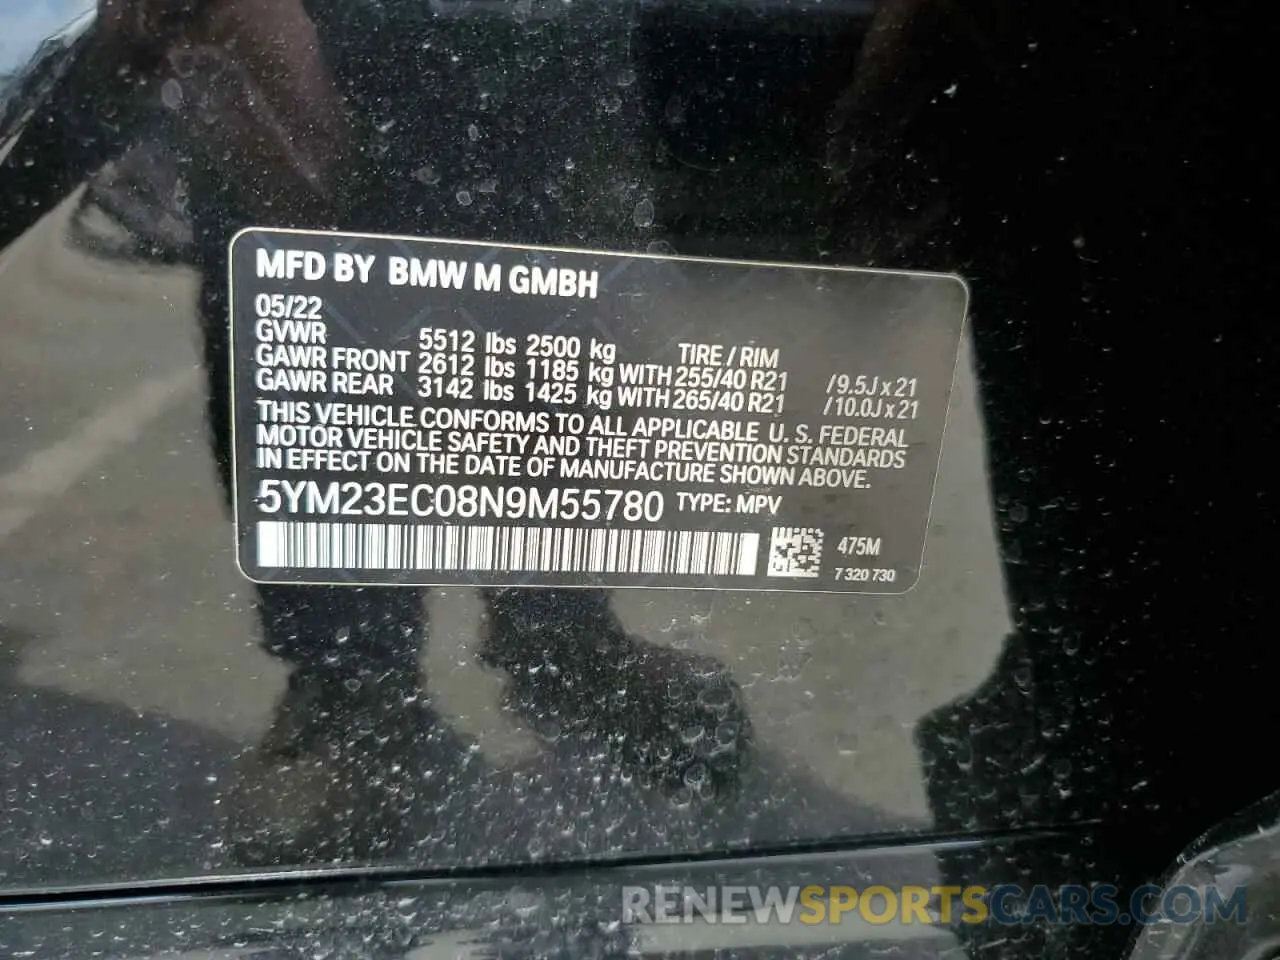 MFD BY BMW M GMBH
05/22
GVWR 5512 lbs 2500 kg TIRE / RIM
GAWR FRONT 2612 lbs 1185 kg WITH 255/40 R21 /9.5J x 21
GAWR REAR 3142 lbs 1425 kg WITH 265/40 R21 /10.0J x 21
THIS VEHICLE CONFORMS TO ALL APPLICABLE U. S. FEDERAL
MOTOR VEHICLE SAFETY AND THEFT PREVENTION STANDARDS
IN EFFECT ON THE DATE OF MANUFACTURE SHOWN ABOVE.
5YM23EC08N9M55780 TYPE: MPV
475M
7 320 730
RENEWSPORTSCARS.COM